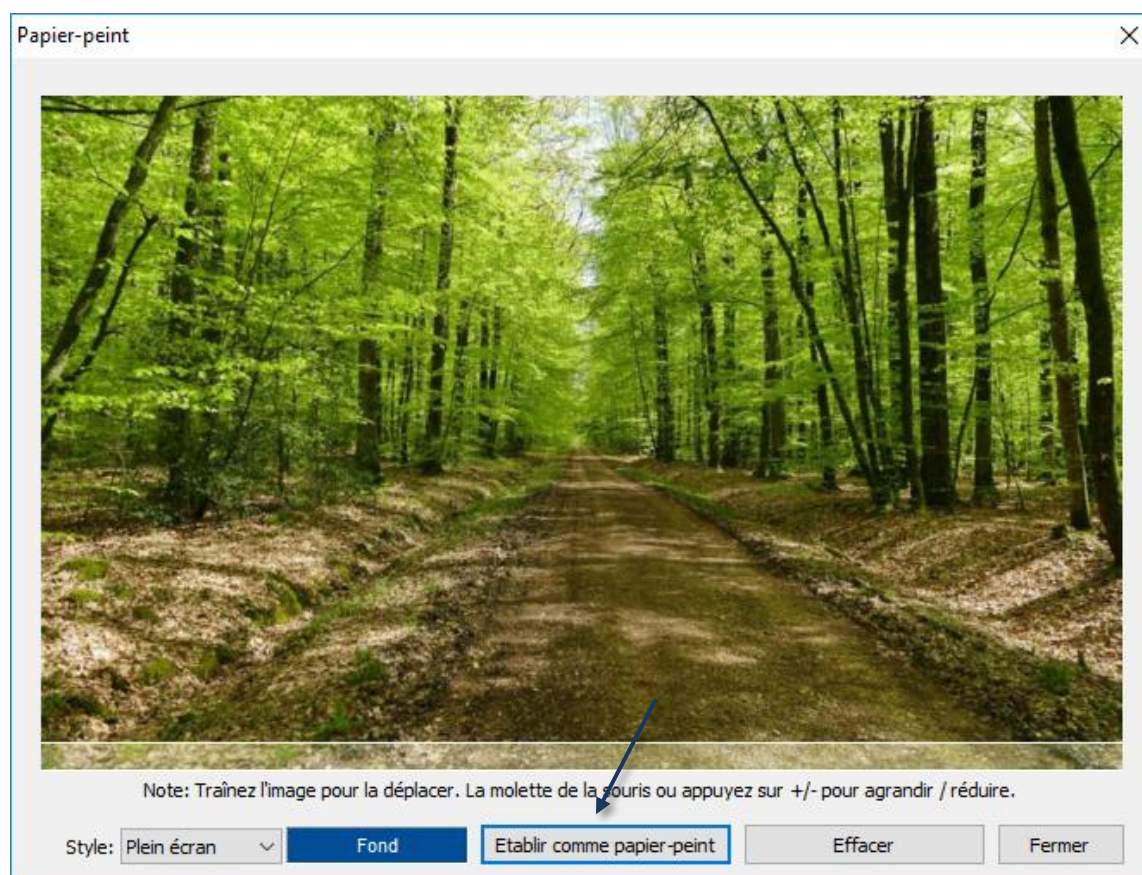 Papier-peint
Note: Traînez l'image pour la déplacer. La molette de la souris ou appuyez sur +/- pour agrandir / réduire.
Style: Plein écran Fond Etablir comme papier-peint Effacer Fermer